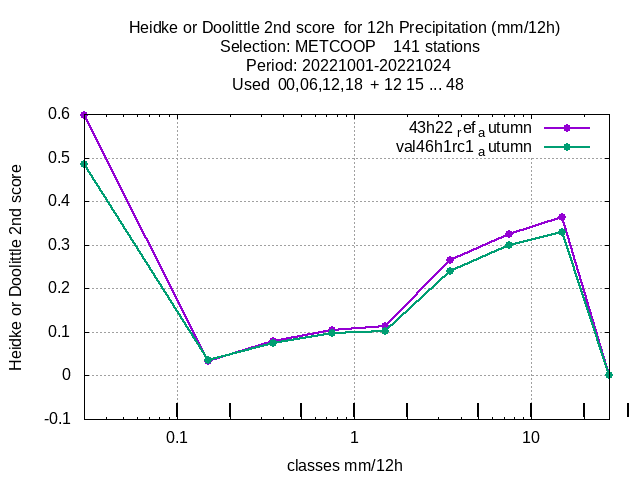 Heidke or Doolittle 2nd score  for 12h Precipitation (mm/12h)
Selection: METCOOP    141 stations
Period: 20221001-20221024
Used  00,06,12,18  + 12 15 ... 48
43h22 ref a utumn
val46h1rc1 a utumn
0.6
0.5
0.4
0.3
0.2
0.1
0
-0.1
Heidke or Doolittle 2nd score
0.1 1 10
classes mm/12h